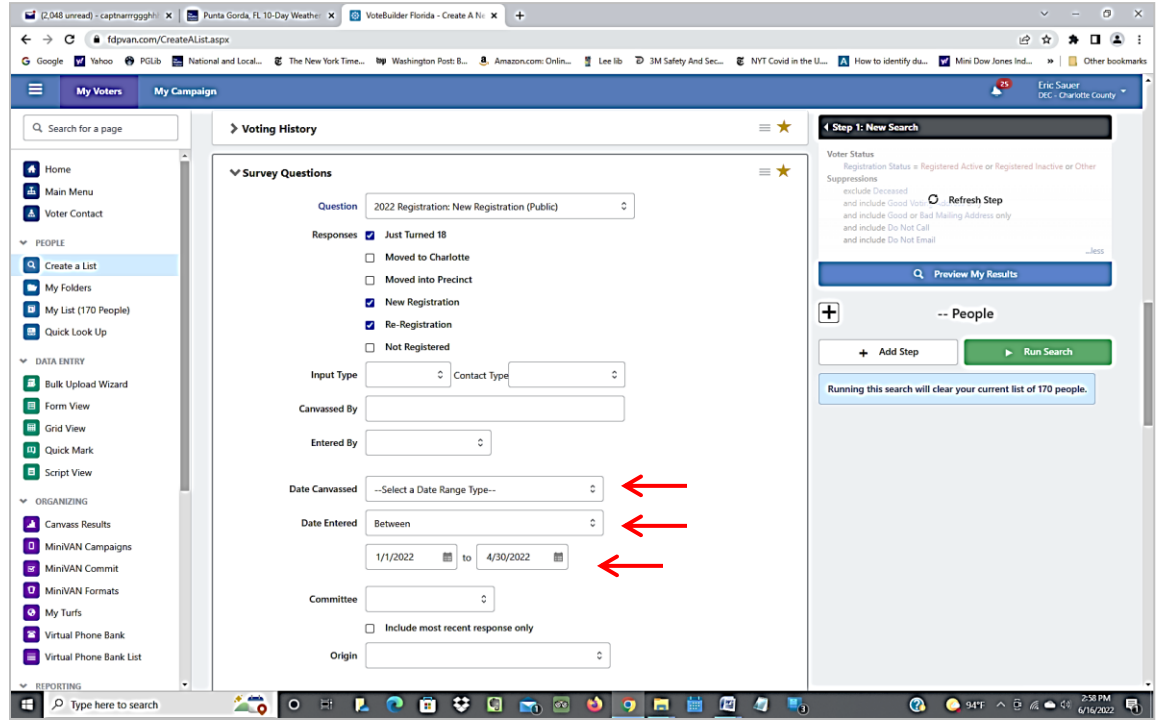 (2,048 unread) - captnarrggghh!
Punta Gorda, FL 10-Day Weather
VoteBuilder Florida - Create A Ne
fdpvan.com/CreateAList.aspx
Google Yahoo PGLib National and Local... The New York Time... Washington Post: B... Amazon.com: Onlin... Lee lib 3M Safety And Sec... NYT Covid in the U... How to identify du... Mini Dow Jones Ind... » Other bookmarks
My Voters My Campaign
25
Eric Sauer
DEC - Charlotte County
Search for a page
Home
Main Menu
Voter Contact
PEOPLE
Create a List
My Folders
My List (170 People)
Quick Look Up
DATA ENTRY
Bulk Upload Wizard
Form View
Grid View
Quick Mark
Script View
ORGANIZING
Canvass Results
MiniVAN Campaigns
MiniVAN Commit
MiniVAN Formats
My Turfs
Virtual Phone Bank
Virtual Phone Bank List
REPORTING
Voting History
Survey Questions
Question 2022 Registration: New Registration (Public)
Responses Just Turned 18
Moved to Charlotte
Moved into Precinct
New Registration
Re-Registration
Not Registered
Input Type Contact Type
Canvassed By
Entered By
Date Canvassed --Select a Date Range Type--
Date Entered Between
1/1/2022 to 4/30/2022
Committee
Include most recent response only
Origin
Step 1: New Search
Voter Status
Registration Status = Registered Active or Registered Inactive or Other
Suppressions
exclude Deceased
and include Good Vot
Refresh Step
and include Good or Bad Mailing Address only
and include Do Not Call
and include Do Not Email
...less
Preview My Results
-- People
+ Add Step
Run Search
Running this search will clear your current list of 170 people.
Type here to search
94°F
2:58 PM
6/16/2022